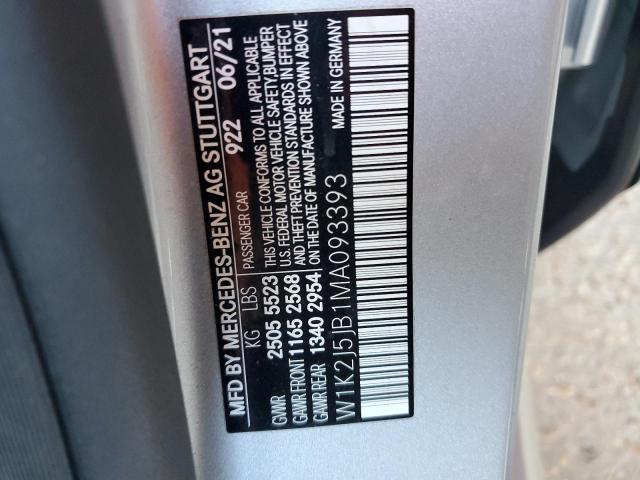 MFD BY MERCEDES-BENZ AG STUTTGART
922 06/21
KG LBS
PASSENGER CAR
GVWR 2505 5523
GAWR FRONT 1165 2568
GAWR REAR 1340 2954
THIS VEHICLE CONFORMS TO ALL APPLICABLE
U.S. FEDERAL MOTOR VEHICLE SAFETY,BUMPER
AND THEFT PREVENTION STANDARDS IN EFFECT
ON THE DATE OF MANUFACTURE SHOWN ABOVE
W1K2J5JB1MA093393
MADE IN GERMANY